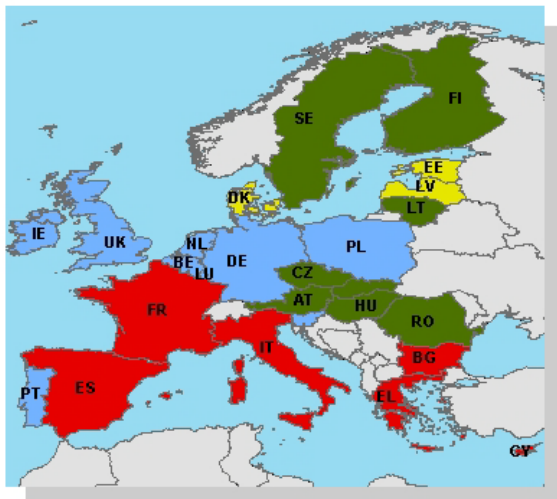 FI
SE
EE
LV
DK
LT
IE
UK
NL
PL
BE
DE
LU
CZ
AT
HU
FR
RO
IT
BG
PT
ES
EL
CY